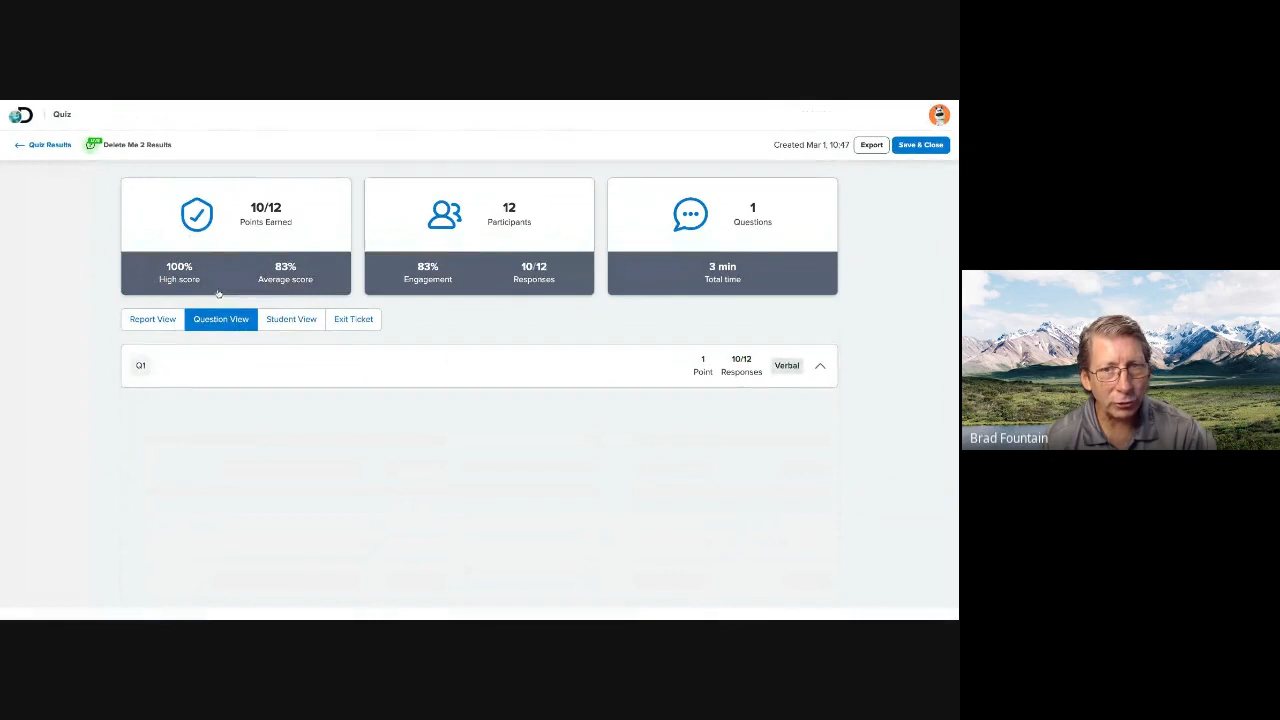 Quiz
Quiz Results
Delete Me 2 Results
Created Mar 1, 10:47
Export
Save & Close
10/12
Points Earned
100%
High score
83%
Average score
12
Participants
83%
Engagement
10/12
Responses
1
Questions
3 min
Total time
Report View
Question View
Student View
Exit Ticket
Q1
1
Point
10/12
Responses
Verbal
Brad Fountain